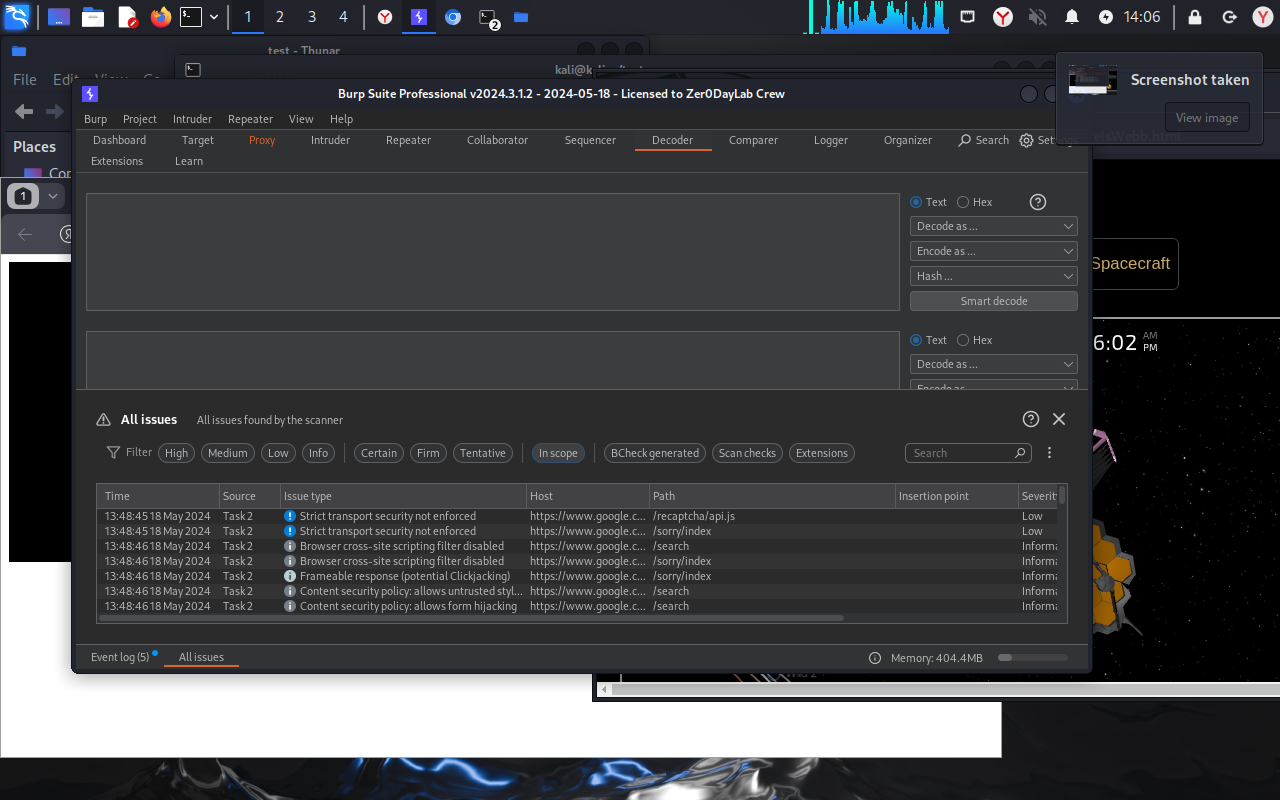 1 2 3 4 2 14:06
test - Thunar
File Edit View Go
kali@k
Screenshot taken
View image
Places
1
Burp Suite Professional v2024.3.1.2 - 2024-05-18 - Licensed to Zer0DayLab Crew
Burp Project Intruder Repeater View Help
Dashboard Target Proxy Intruder Repeater Collaborator Sequencer Decoder Comparer Logger Organizer Search
Extensions Learn
Text Hex
Decode as ...
Encode as ...
Hash ...
Smart decode
Text Hex
Decode as ...
Encode as ...
Spacecraft
6:02 AM
PM
All issues All issues found by the scanner
Filter High Medium Low Info Certain Firm Tentative In scope BCheck generated Scan checks Extensions Search
Time Source Issue type Host Path Insertion point Severit
13:48:45 18 May 2024 Task 2 Strict transport security not enforced https://www.google.c... /recaptcha/api.js Low
13:48:45 18 May 2024 Task 2 Strict transport security not enforced https://www.google.c... /sorry/index Low
13:48:46 18 May 2024 Task 2 Browser cross-site scripting filter disabled https://www.google.c... /search Informa
13:48:46 18 May 2024 Task 2 Browser cross-site scripting filter disabled https://www.google.c... /sorry/index Informa
13:48:46 18 May 2024 Task 2 Frameable response (potential Clickjacking) https://www.google.c... /sorry/index Informa
13:48:46 18 May 2024 Task 2 Content security policy: allows untrusted styl... https://www.google.c... /search Informa
13:48:46 18 May 2024 Task 2 Content security policy: allows form hijacking https://www.google.c... /search Informa
Event log (5) All issues Memory: 404.4MB